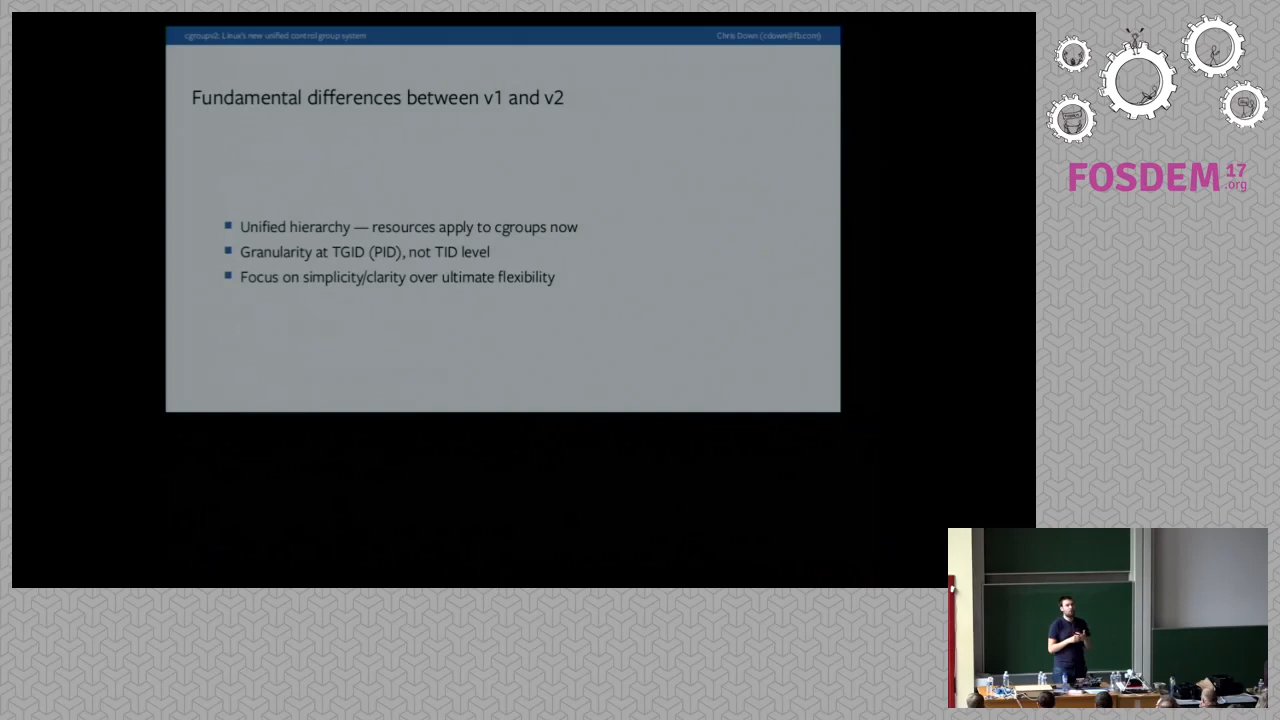 cgroupv2: Linux's new unified control group system
Chris Down (cdown@fb.com)
Fundamental differences between v1 and v2
Unified hierarchy — resources apply to cgroups now
Granularity at TGID (PID), not TID level
Focus on simplicity/clarity over ultimate flexibility
FOSDEM 17
.org